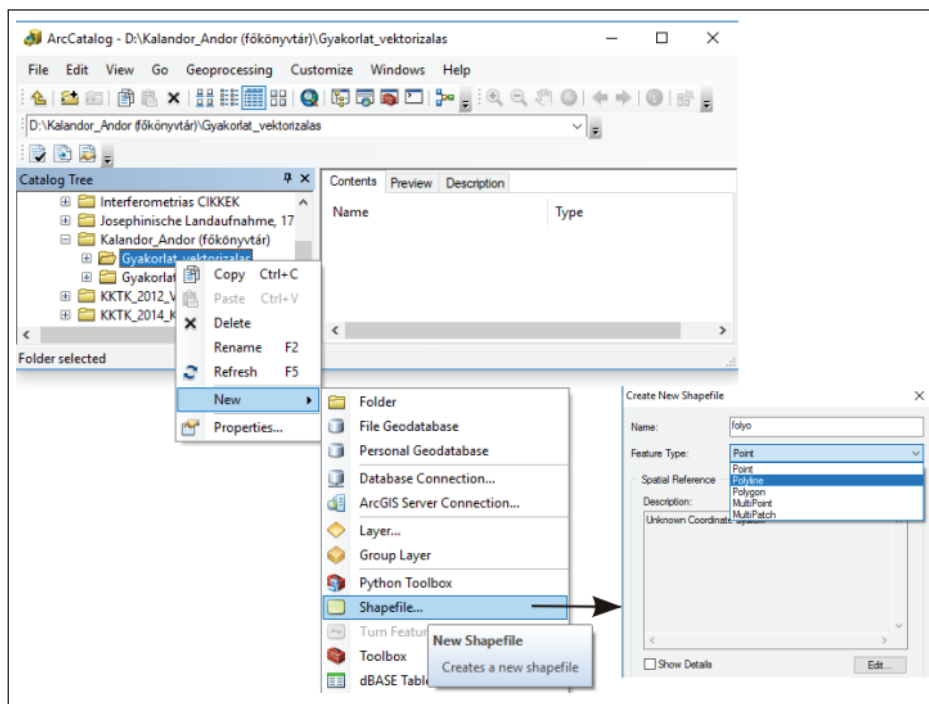 ArcCatalog - D:\Kalandor_Andor (főkönyvtár)\Gyakorlat_vektorizalas
File Edit View Go Geoprocessing Customize Windows Help
D:\Kalandor_Andor (főkönyvtár)\Gyakorlat_vektorizalas
Catalog Tree
Contents Preview Description
Name Type
Interferometrias CIKKEK
Josephinische Landaufnahme, 17
Kalandor_Andor (főkönyvtár)
Gyakorlat_vektorizalas
Gyakorlat
KKTK_2012_V
KKTK_2014_K
Folder selected
Copy Ctrl+C
Paste Ctrl+V
Delete
Rename F2
Refresh F5
New
Properties...
Folder
File Geodatabase
Personal Geodatabase
Database Connection...
ArcGIS Server Connection...
Layer...
Group Layer
Python Toolbox
Shapefile...
Turn Featur
Toolbox
dBASE Table
New Shapefile
Creates a new shapefile
Create New Shapefile
Name: folyo
Feature Type: Point
Point
Polyline
Polygon
MultiPoint
MultiPatch
Spatial Reference
Description:
Unknown Coordinate
Show Details
Edit...